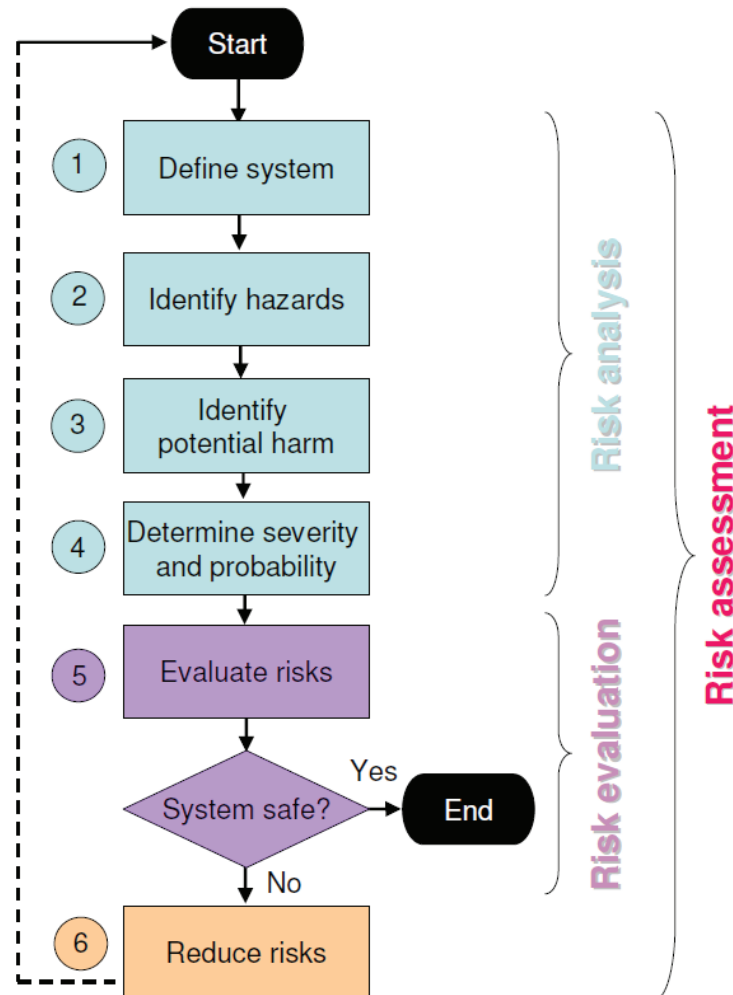 Start
1
Define system
2
Identify hazards
3
Identify
potential harm
4
Determine severity
and probability
5
Evaluate risks
System safe?
Yes
End
No
6
Reduce risks
Risk analysis
Risk evaluation
Risk assessment